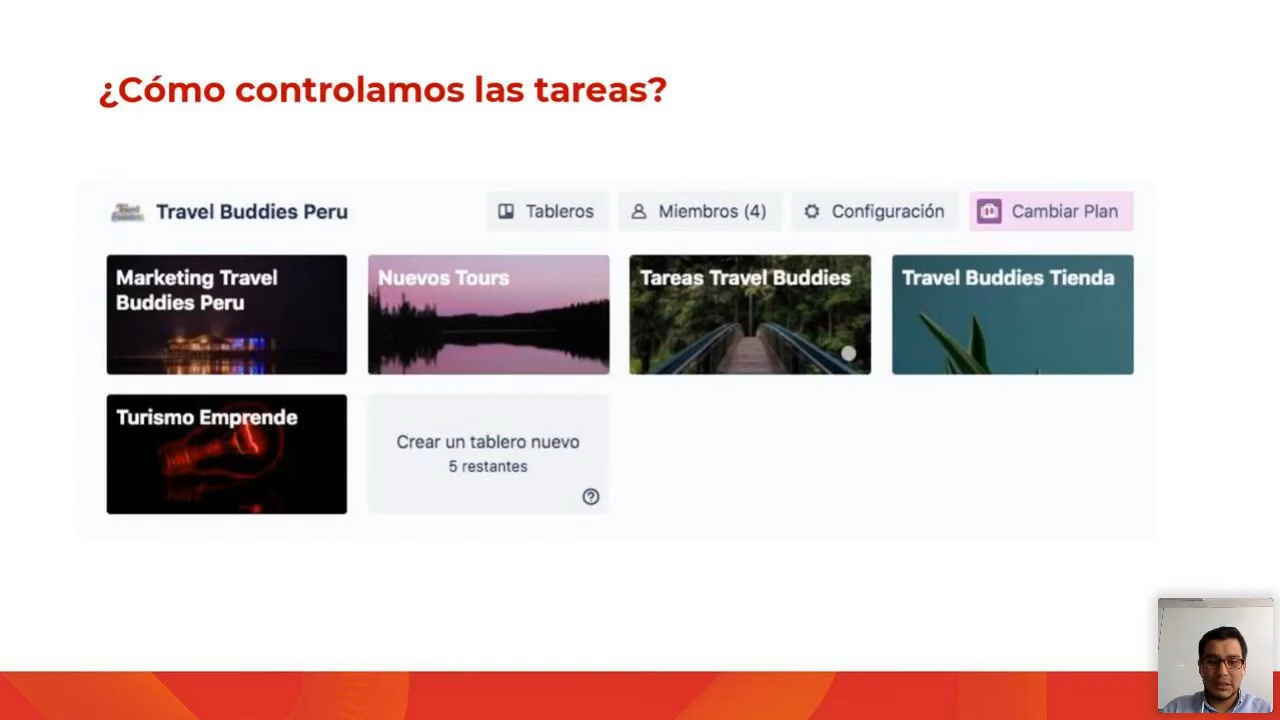 ¿Cómo controlamos las tareas?
Travel Buddies Peru
Tableros
Miembros (4)
Configuración
Cambiar Plan
Marketing Travel
Buddies Peru
Nuevos Tours
Tareas Travel Buddies
Travel Buddies Tienda
Turismo Emprende
Crear un tablero nuevo
5 restantes